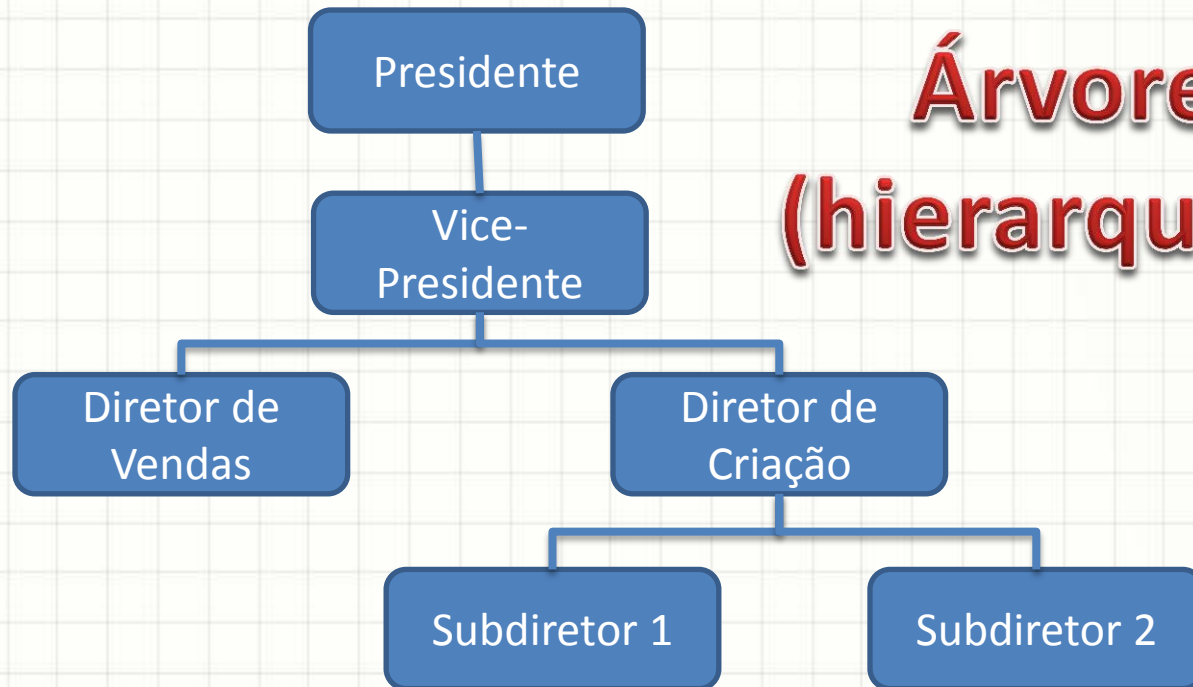 Presidente
Árvore
(hierarqu
Vice-
Presidente
Diretor de
Vendas
Diretor de
Criação
Subdiretor 1
Subdiretor 2